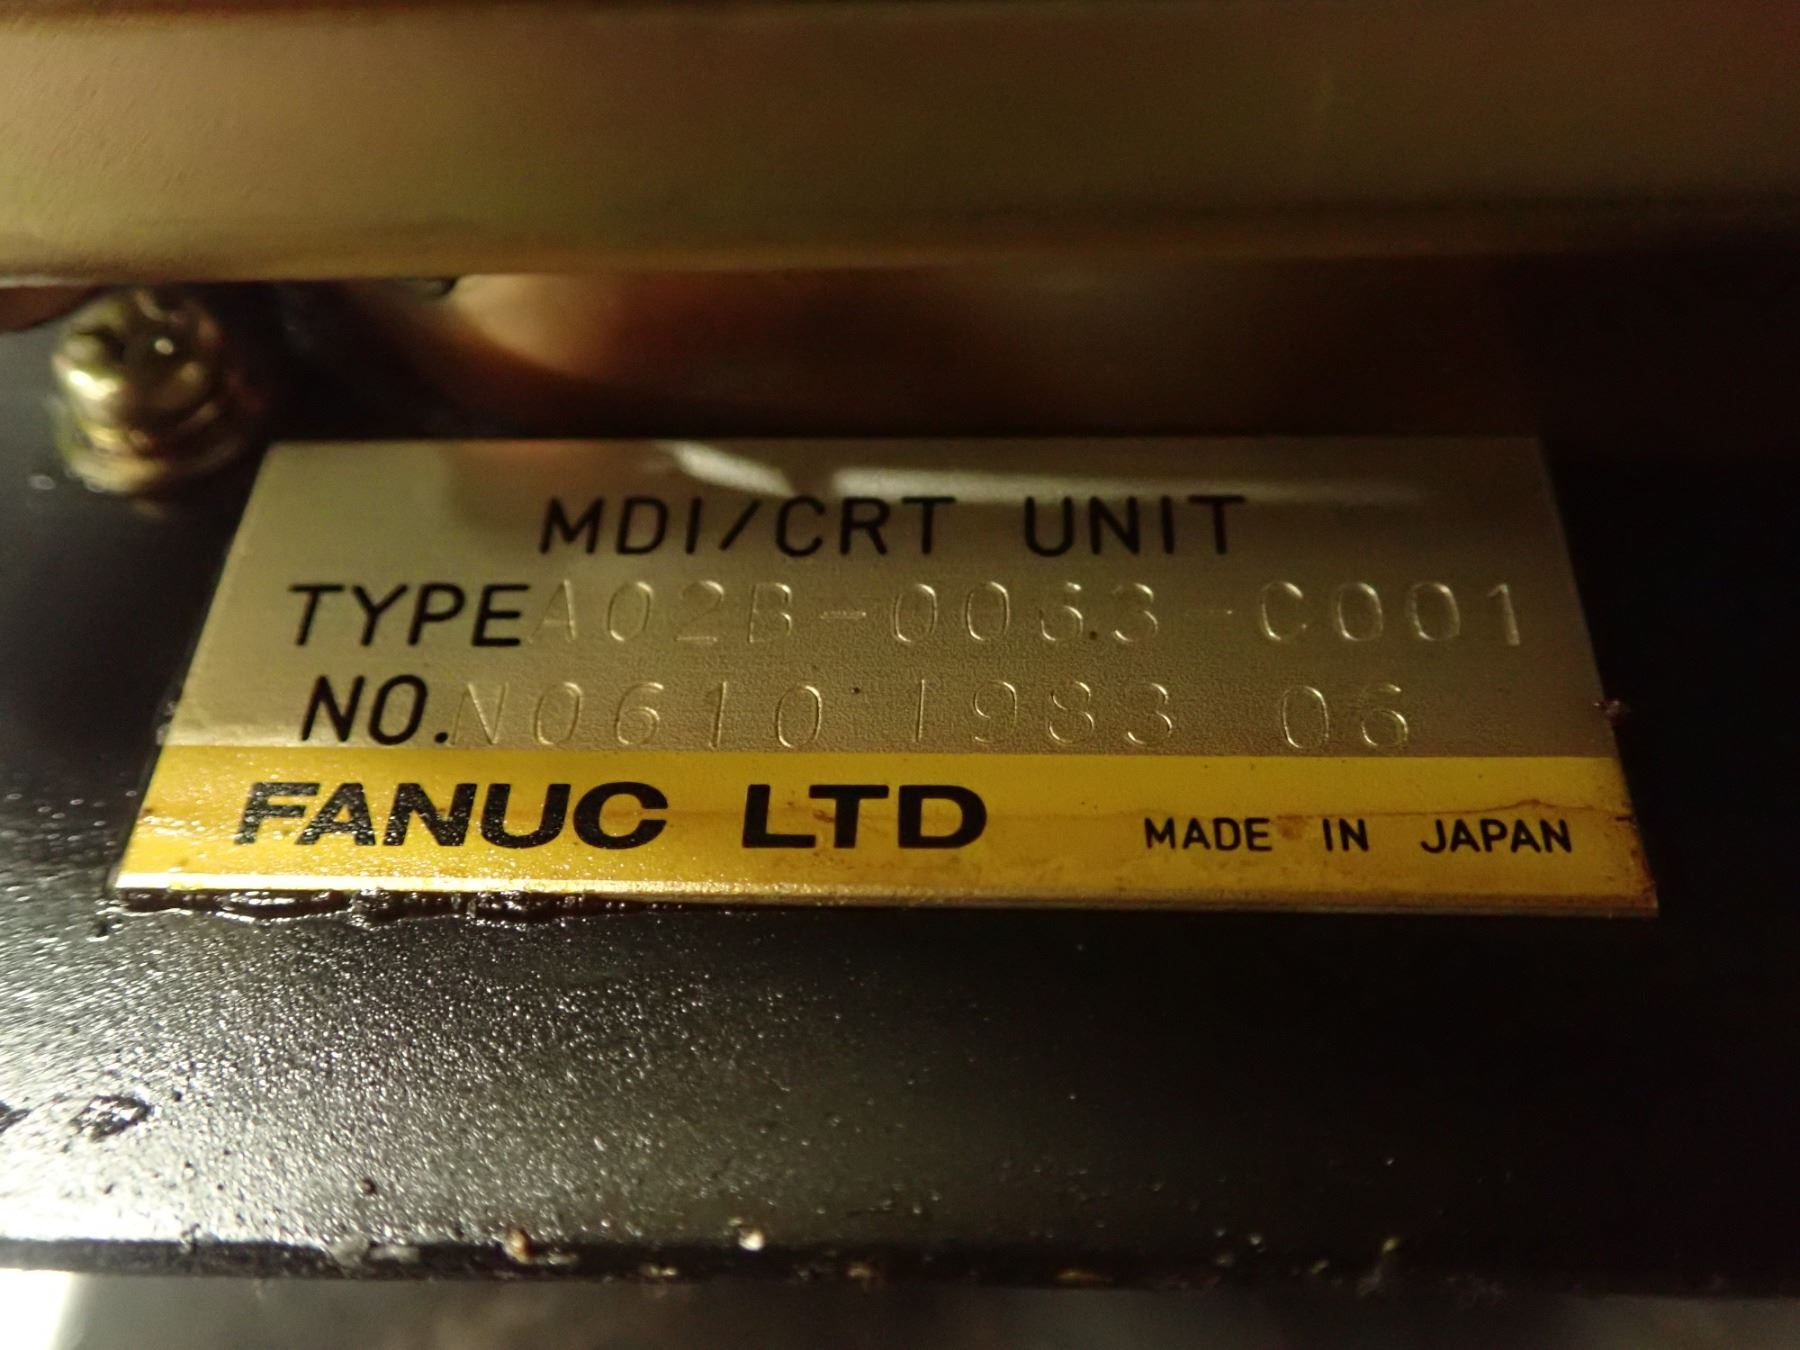 MDI/CRT UNIT
TYPE A02B-0063-C001
NO. N0610 1983 06
FANUC LTD MADE IN JAPAN